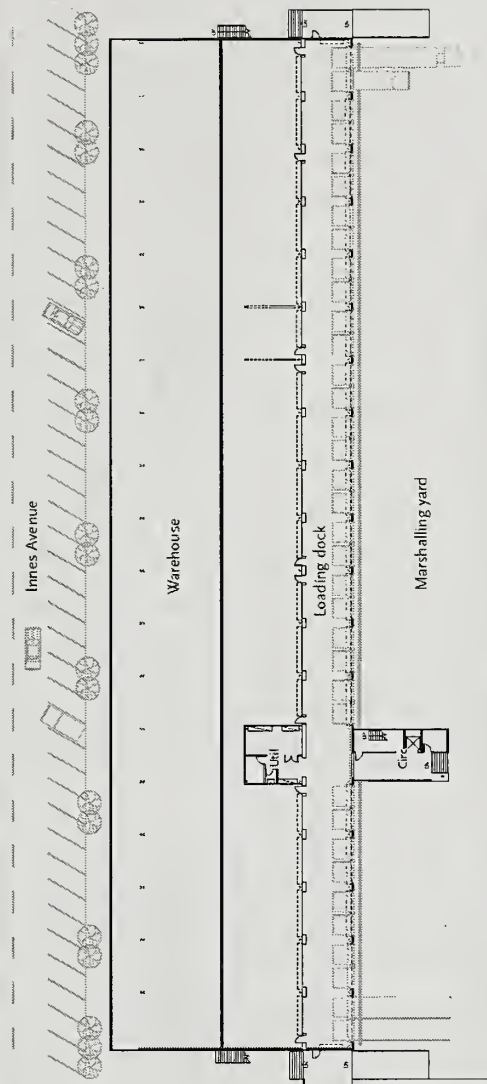 Innes Avenue
Warehouse
Loading dock
Marshalling yard
Util
Circ